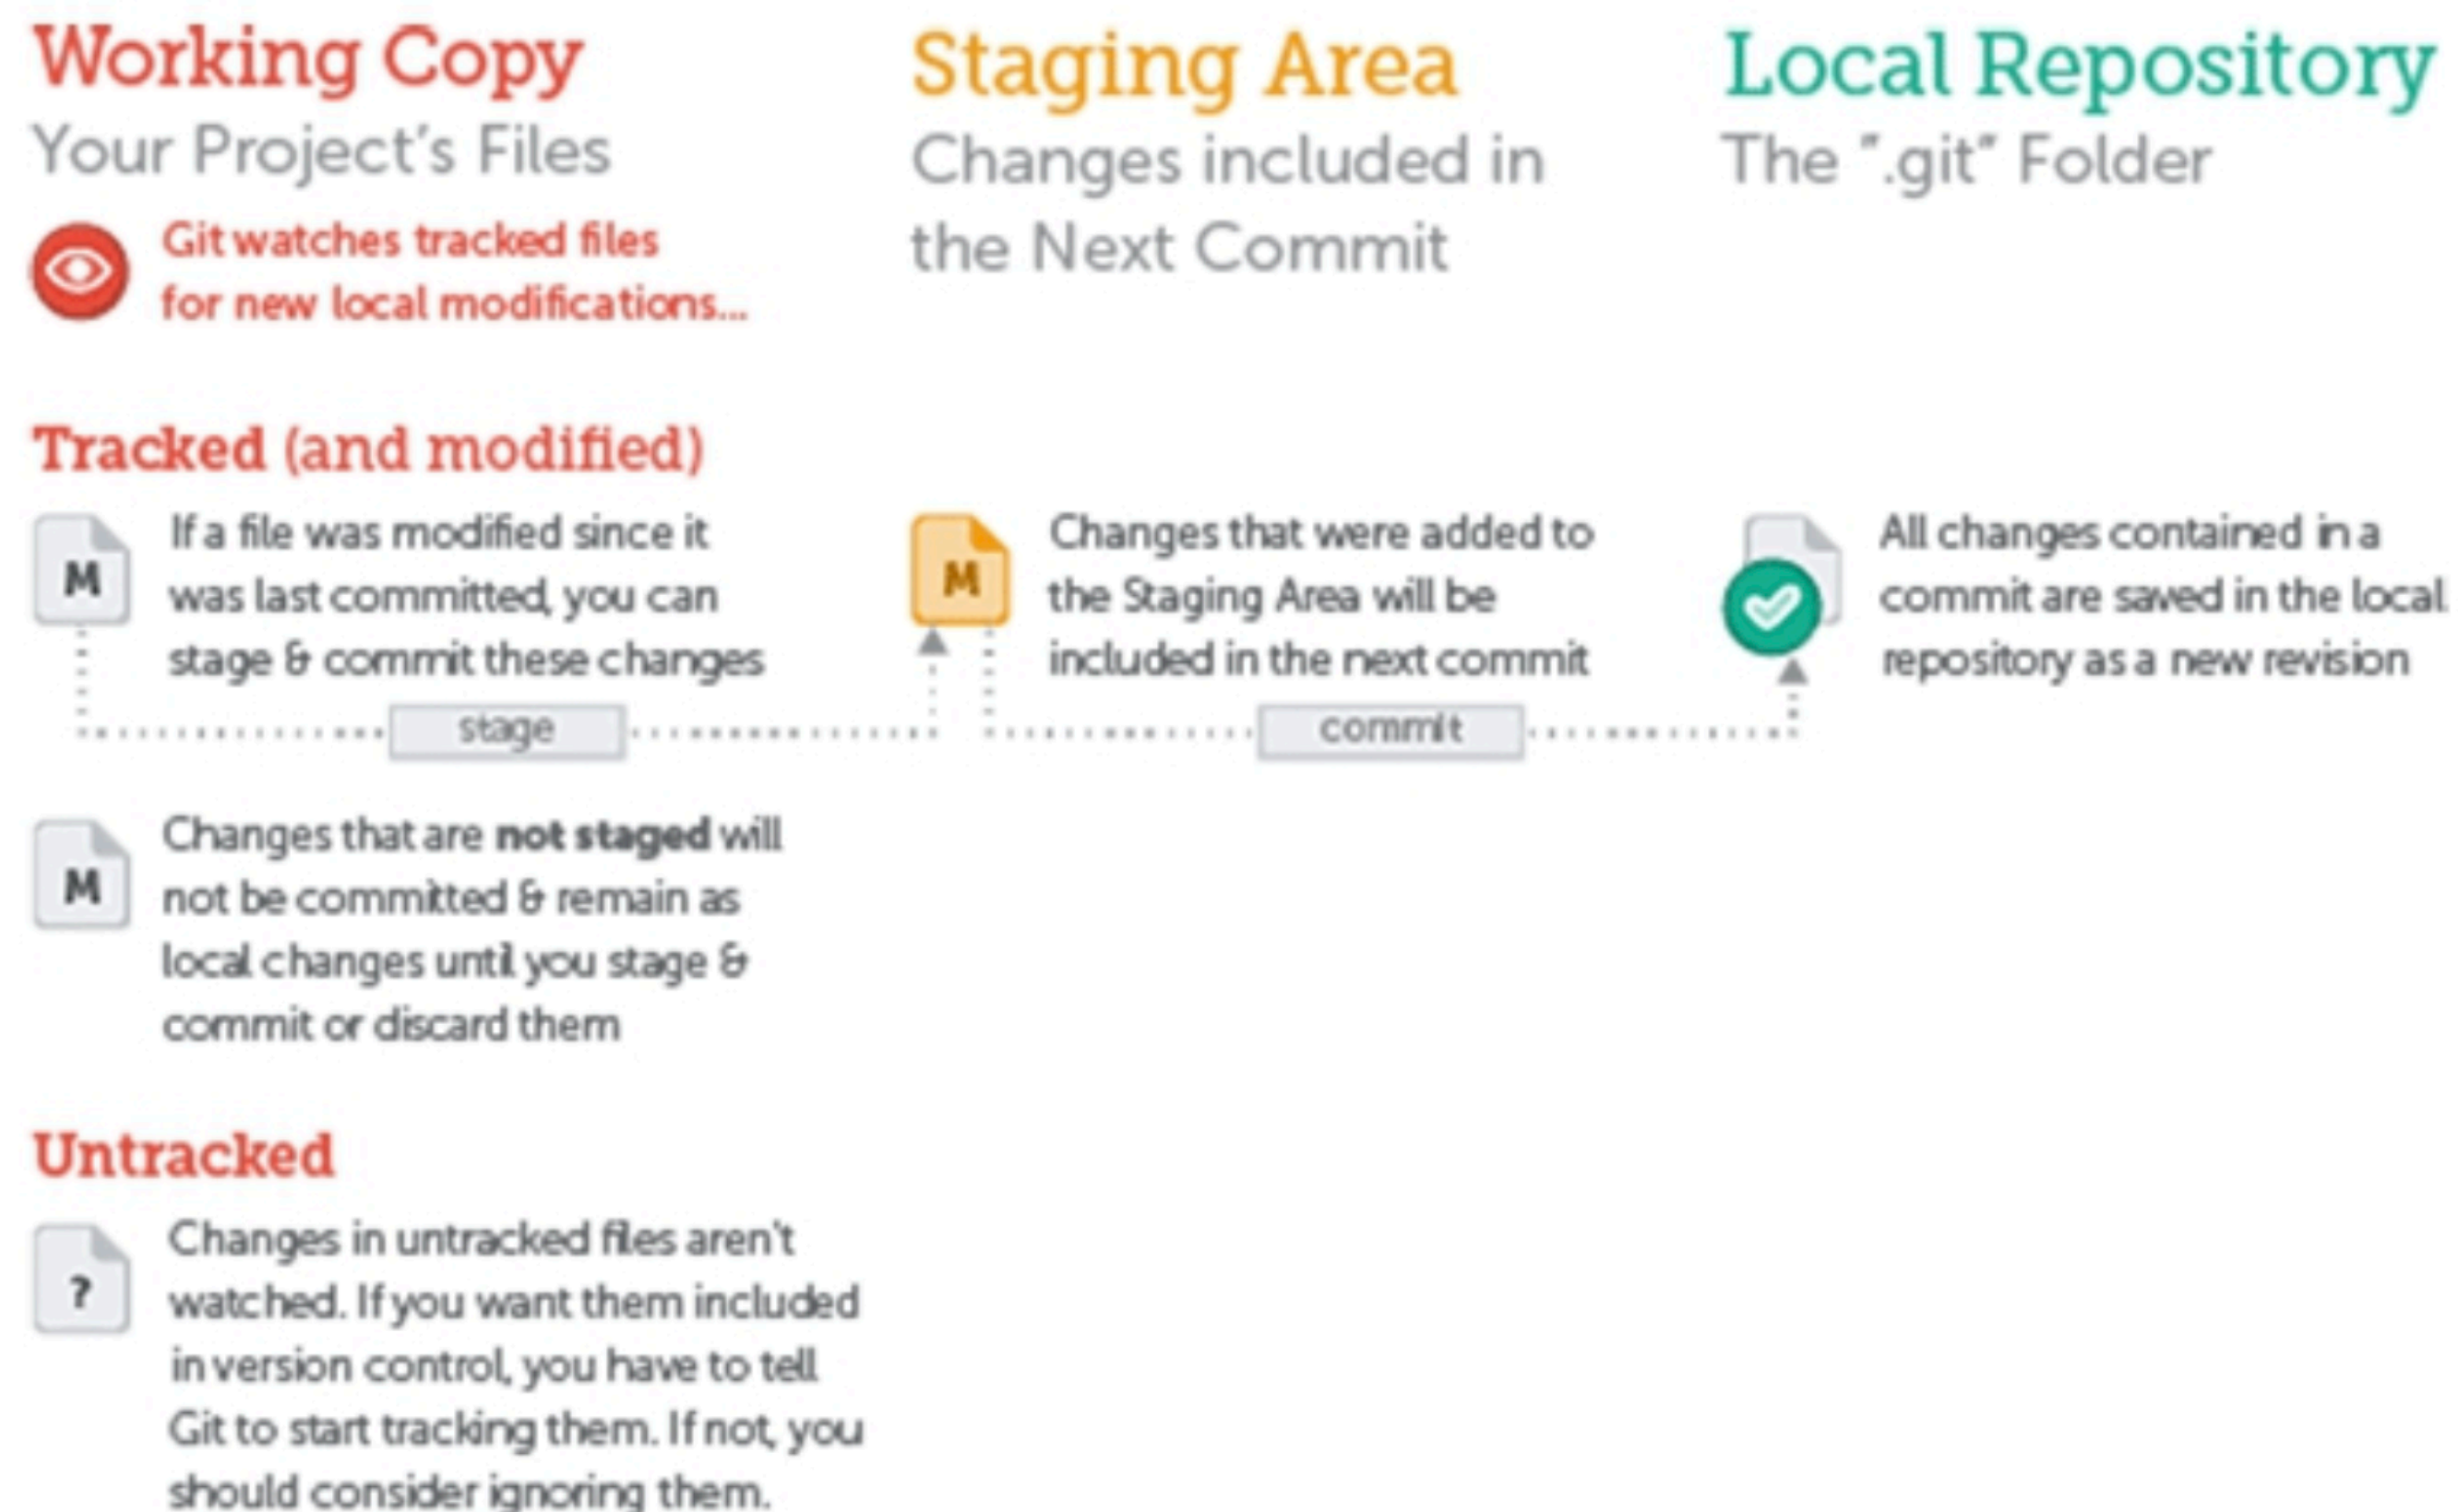 Working Copy
Your Project's Files
Git watches tracked files
for new local modifications...
Staging Area
Changes included in
the Next Commit
Local Repository
The ".git" Folder
Tracked (and modified)
M
If a file was modified since it
was last committed, you can
stage & commit these changes
stage
M
Changes that were added to
the Staging Area will be
included in the next commit
commit
All changes contained in a
commit are saved in the local
repository as a new revision
M
Changes that are not staged will
not be committed & remain as
local changes until you stage &
commit or discard them
Untracked
?
Changes in untracked files aren't
watched. If you want them included
in version control, you have to tell
Git to start tracking them. If not, you
should consider ignoring them.